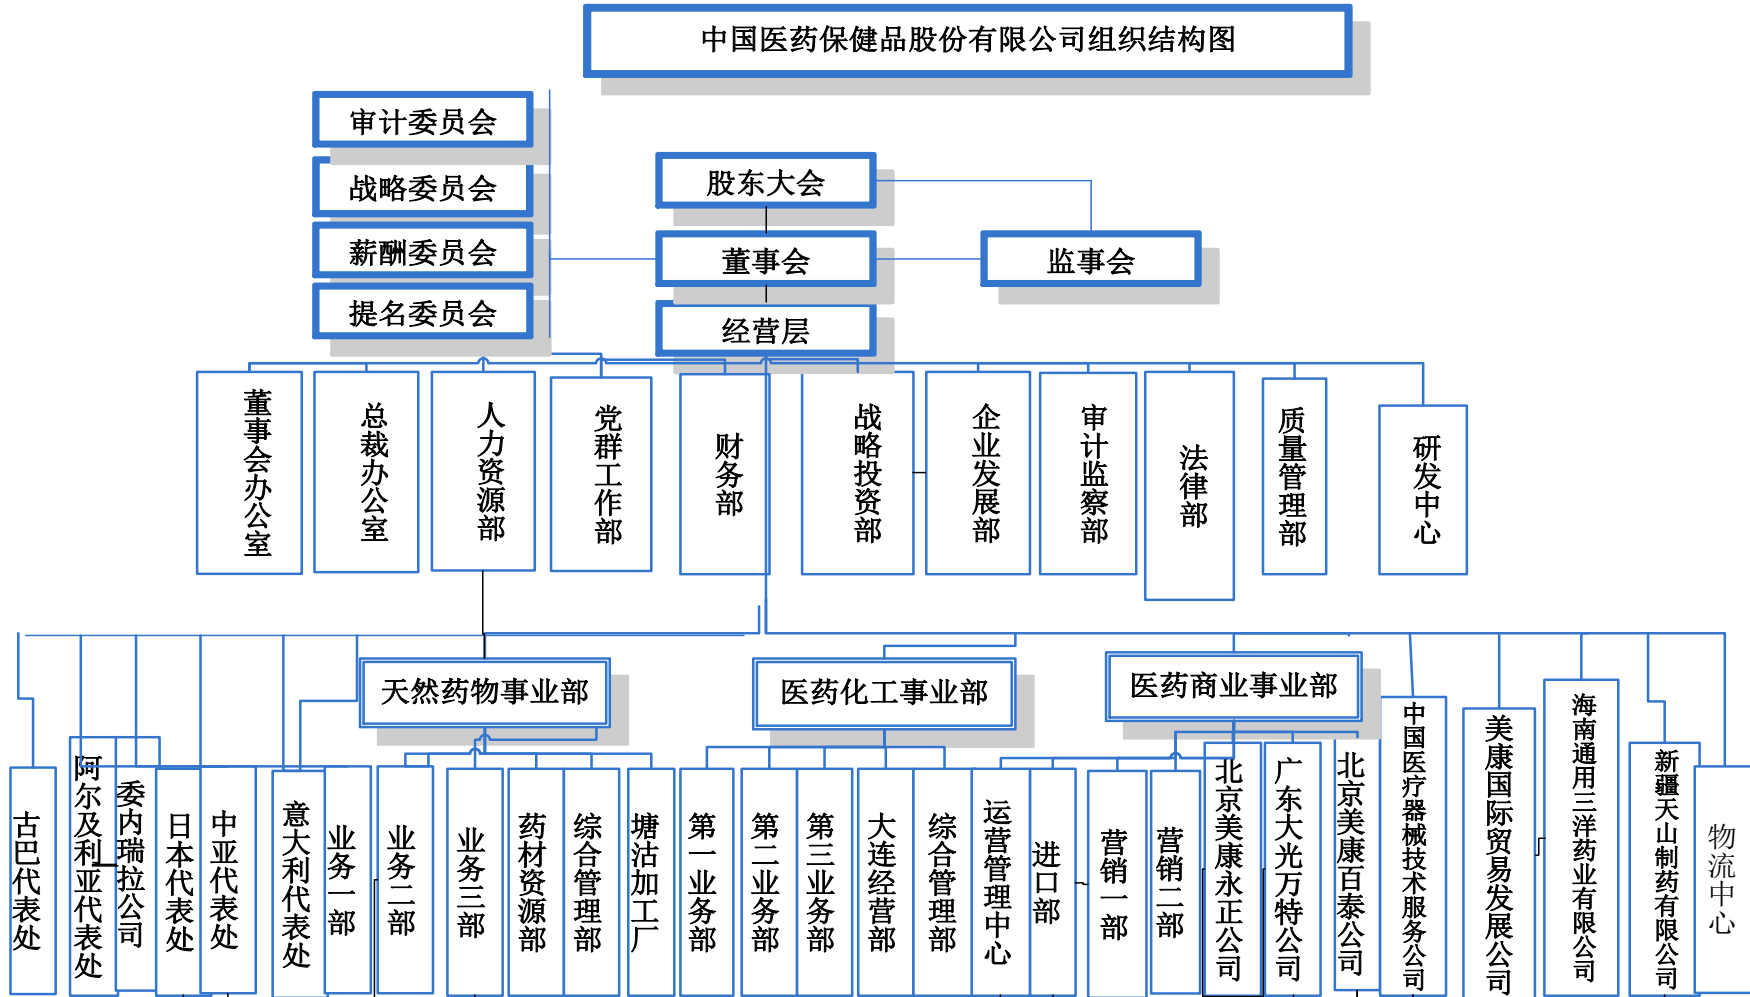 中国医药保健品股份有限公司组织结构图
审计委员会
战略委员会
薪酬委员会
提名委员会
股东大会
董事会
监事会
经营层
董事会办公室
总裁办公室
人力资源部
党群工作部
财务部
战略投资部
企业发展部
审计监察部
法律部
质量管理部
研发中心
天然药物事业部
医药化工事业部
医药商业事业部
古巴代表处
阿尔及利亚代表处
委内瑞拉公司
日本代表处
中亚代表处
意大利代表处
业务一部
业务二部
业务三部
药材资源部
综合管理部
塘沽加工厂
第一业务部
第二业务部
第三业务部
大连经营部
综合管理部
运营管理中心
进口部
营销一部
营销二部
北京美康永正公司
广东大光万特公司
北京美康百泰公司
中国医疗器械技术服务公司
美康国际贸易发展公司
海南通用三洋药业有限公司
新疆天山制药有限公司
物流中心